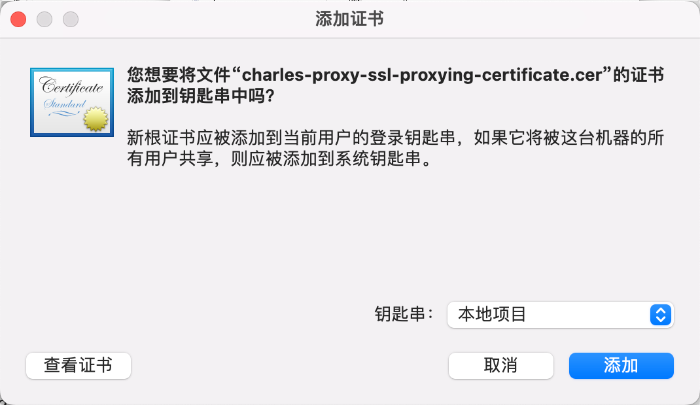 添加证书
Certificate
Standard
您想要将文件“charles-proxy-ssl-proxying-certificate.cer”的证书
添加到钥匙串中吗？
新根证书应被添加到当前用户的登录钥匙串，如果它将被这台机器的所
有用户共享，则应被添加到系统钥匙串。
钥匙串： 本地项目
查看证书 取消 添加